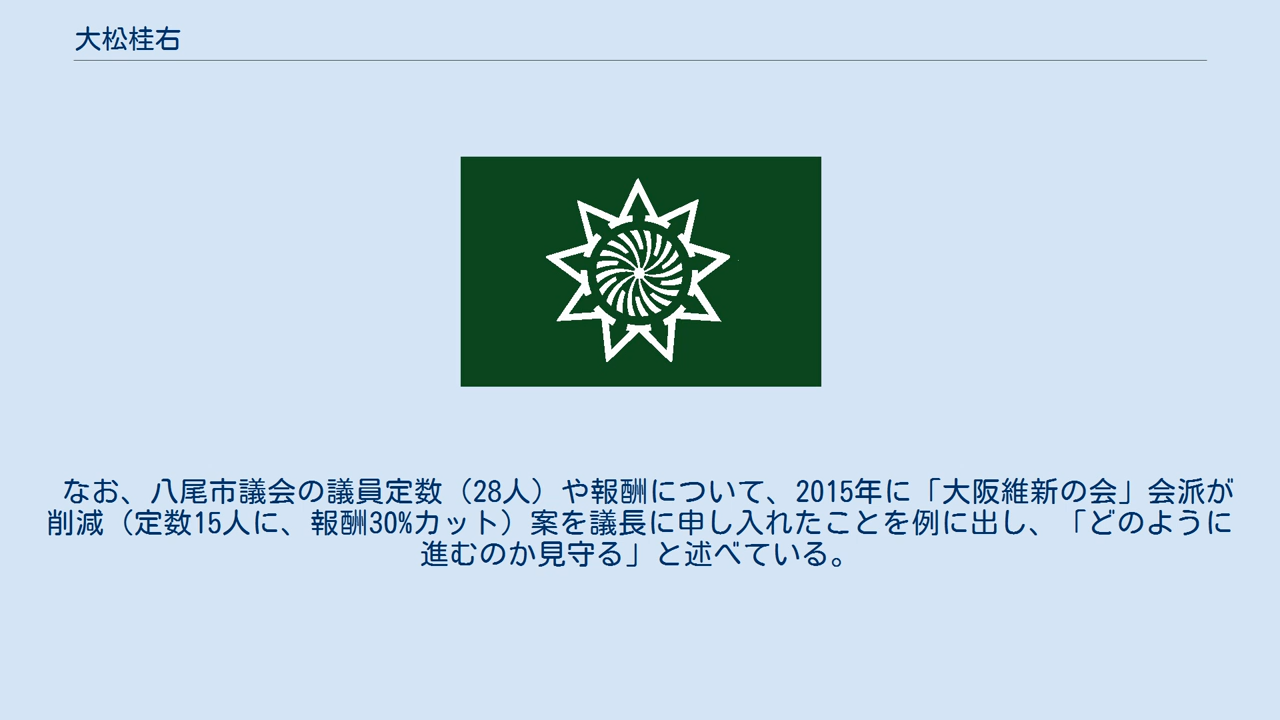 大松桂右
なお、八尾市議会の議員定数（28人）や報酬について、2015年に「大阪維新の会」会派が
削減（定数15人に、報酬30%カット）案を議長に申し入れたことを例に出し、「どのように
進むのか見守る」と述べている。